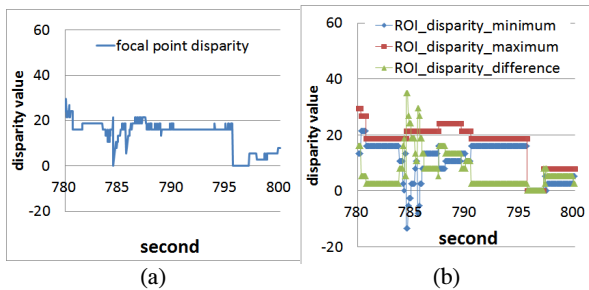 (a)
60
40
20
0
-20
disparity value
focal point disparity
780 785 790 795 800
second
(a)
(b)
60
40
20
0
-20
disparity value
ROI_disparity_minimum
ROI_disparity_maximum
ROI_disparity_difference
780 785 790 795 800
second
(b)